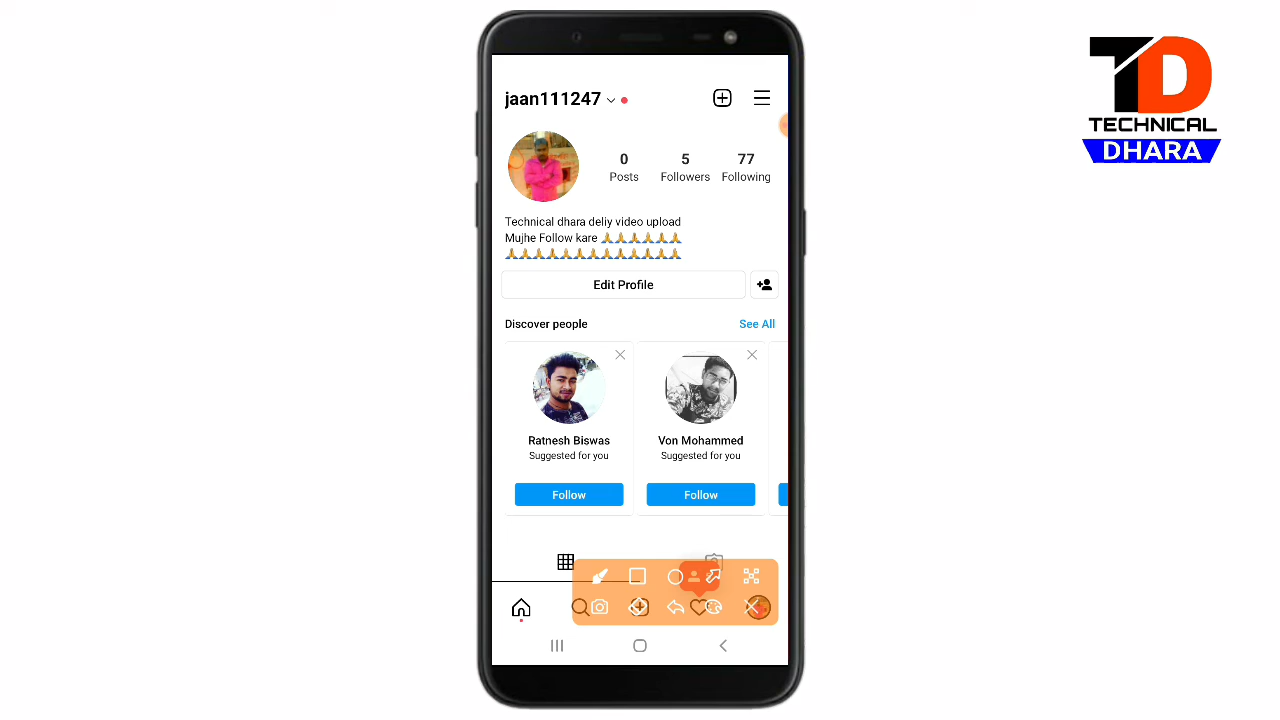 jaan111247
0
Posts
5
Followers
77
Following
Technical dhara deliy video upload
Mujhe Follow kare 🙏🙏🙏🙏🙏🙏
🙏🙏🙏🙏🙏🙏🙏🙏🙏🙏🙏🙏🙏
Edit Profile
Discover people
See All
Ratnesh Biswas
Suggested for you
Follow
Von Mohammed
Suggested for you
Follow
TD
TECHNICAL
DHARA